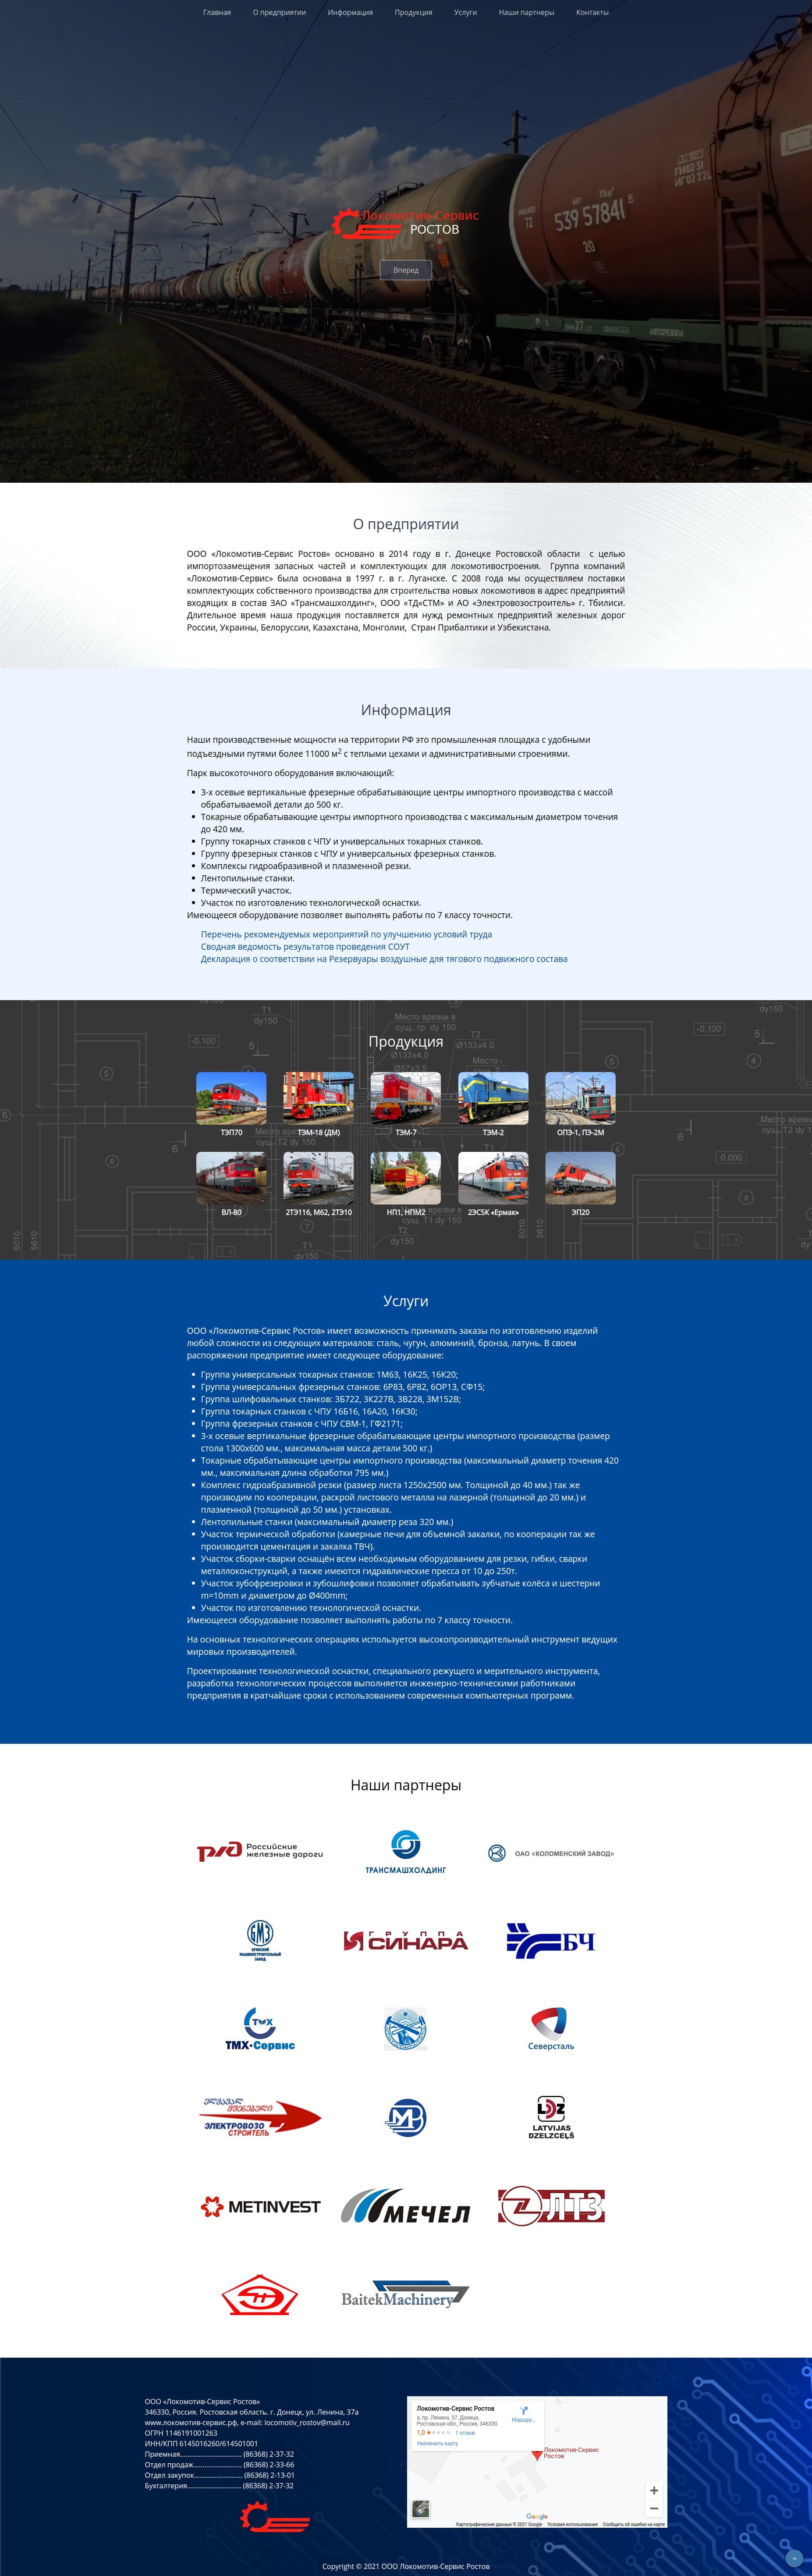 Главная О предприятии Информация Продукция Услуги Наши партнеры Контакты
539 57841
20
Локомотив-Сервис
РОСТОВ
Вперед
О предприятии
ООО «Локомотив-Сервис Ростов» основано в 2014 году в г. Донецке Ростовской области с целью
импортозамещения запасных частей и комплектующих для локомотивостроения. Группа компаний
«Локомотив-Сервис» была основана в 1997 г. в г. Луганске. С 2008 года мы осуществляем поставки
комплектующих собственного производства для строительства новых локомотивов в адрес предприятий
входящих в состав ЗАО «Трансмашхолдинг», ООО «ТД«СТМ» и АО «Электровозостроитель» г. Тбилиси.
Длительное время наша продукция поставляется для нужд ремонтных предприятий железных дорог
России, Украины, Белоруссии, Казахстана, Монголии, Стран Прибалтики и Узбекистана.
Информация
Наши производственные мощности на территории РФ это промышленная площадка с удобными
подъездными путями более 11000 м2 с теплыми цехами и административными строениями.
Парк высокоточного оборудования включающий:
3-х осевые вертикальные фрезерные обрабатывающие центры импортного производства с массой
обрабатываемой детали до 500 кг.
Токарные обрабатывающие центры импортного производства с максимальным диаметром точения
до 420 мм.
Группу токарных станков с ЧПУ и универсальных токарных станков.
Группу фрезерных станков с ЧПУ и универсальных фрезерных станков.
Комплексы гидроабразивной и плазменной резки.
Лентопильные станки.
Термический участок.
Участок по изготовлению технологической оснастки.
Имеющееся оборудование позволяет выполнять работы по 7 классу точности.
Перечень рекомендуемых мероприятий по улучшению условий труда
Сводная ведомость результатов проведения СОУТ
Декларация о соответствии на Резервуары воздушные для тягового подвижного состава
Продукция
ТЭП70 ТЭМ-18 (ДМ) ТЭМ-7 ТЭМ-2 ОПЭ-1, ПЭ-2М
ВЛ-80 2ТЭ116, М62, 2ТЭ10 НП1, НПМ2 2ЭС5К «Ермак» ЭП20
Услуги
ООО «Локомотив-Сервис Ростов» имеет возможность принимать заказы по изготовлению изделий
любой сложности из следующих материалов: сталь, чугун, алюминий, бронза, латунь. В своем
распоряжении предприятие имеет следующее оборудование:
Группа универсальных токарных станков: 1М63, 16К25, 16К20;
Группа универсальных фрезерных станков: 6Р83, 6Р82, 6ОР13, СФ15;
Группа шлифовальных станков: 3Б722, 3К227В, 3В228, 3М152В;
Группа токарных станков с ЧПУ 16Б16, 16А20, 16К30;
Группа фрезерных станков с ЧПУ СВМ-1, ГФ2171;
3-х осевые вертикальные фрезерные обрабатывающие центры импортного производства (размер
стола 1300х600 мм., максимальная масса детали 500 кг.)
Токарные обрабатывающие центры импортного производства (максимальный диаметр точения 420
мм., максимальная длина обработки 795 мм.)
Комплекс гидроабразивной резки (размер листа 1250х2500 мм. Толщиной до 40 мм.) так же
производим по кооперации, раскрой листового металла на лазерной (толщиной до 20 мм.) и
плазменной (толщиной до 50 мм.) установках.
Лентопильные станки (максимальный диаметр реза 320 мм.)
Участок термической обработки (камерные печи для объемной закалки, по кооперации так же
производится цементация и закалка ТВЧ).
Участок сборки-сварки оснащён всем необходимым оборудованием для резки, гибки, сварки
металлоконструкций, а также имеются гидравлические пресса от 10 до 250т.
Участок зубофрезеровки и зубошлифовки позволяет обрабатывать зубчатые колёса и шестерни
m=10mm и диаметром до Ø400mm;
Участок по изготовлению технологической оснастки.
Имеющееся оборудование позволяет выполнять работы по 7 классу точности.
На основных технологических операциях используется высокопроизводительный инструмент ведущих
мировых производителей.
Проектирование технологической оснастки, специального режущего и мерительного инструмента,
разработка технологических процессов выполняется инженерно-техническими работниками
предприятия в кратчайшие сроки с использованием современных компьютерных программ.
Наши партнеры
Российские
железные дороги
ТРАНСМАШХОЛДИНГ
ОАО «КОЛОМЕНСКИЙ ЗАВОД»
БМЗ
БРЯНСКИЙ
МАШИНОСТРОИТЕЛЬНЫЙ
ЗАВОД
ГРУППА
СИНАРА
БЧ
ТМХ-Сервис
Северсталь
ЭЛЕКТРОВОЗО
СТРОИТЕЛЬ
LDZ
LATVIJAS
DZELZCEĻŠ
METINVEST
МЕЧЕЛ
ЛТЗ
BaitekMachinery
ООО «Локомотив-Сервис Ростов»
346330, Россия. Ростовская область. г. Донецк, ул. Ленина, 37а
www.локомотив-сервис.рф, e-mail: locomotiv_rostov@mail.ru
ОГРН 1146191001263
ИНН/КПП 6145016260/614501001
Приемная................................ (86368) 2-37-32
Отдел продаж......................... (86368) 2-33-66
Отдел закупок......................... (86368) 2-13-01
Бухгалтерия............................ (86368) 2-37-32
Локомотив-Сервис Ростов
а, пр. Ленина, 37, Донецк,
Ростовская обл., Россия, 346330
1,0 1 отзыв
Увеличить карту
Маршру...
Локомотив-Сервис
Ростов
Google
Картографические данные © 2021 Google Условия использования Сообщить об ошибке на карте
Copyright © 2021 ООО Локомотив-Сервис Ростов